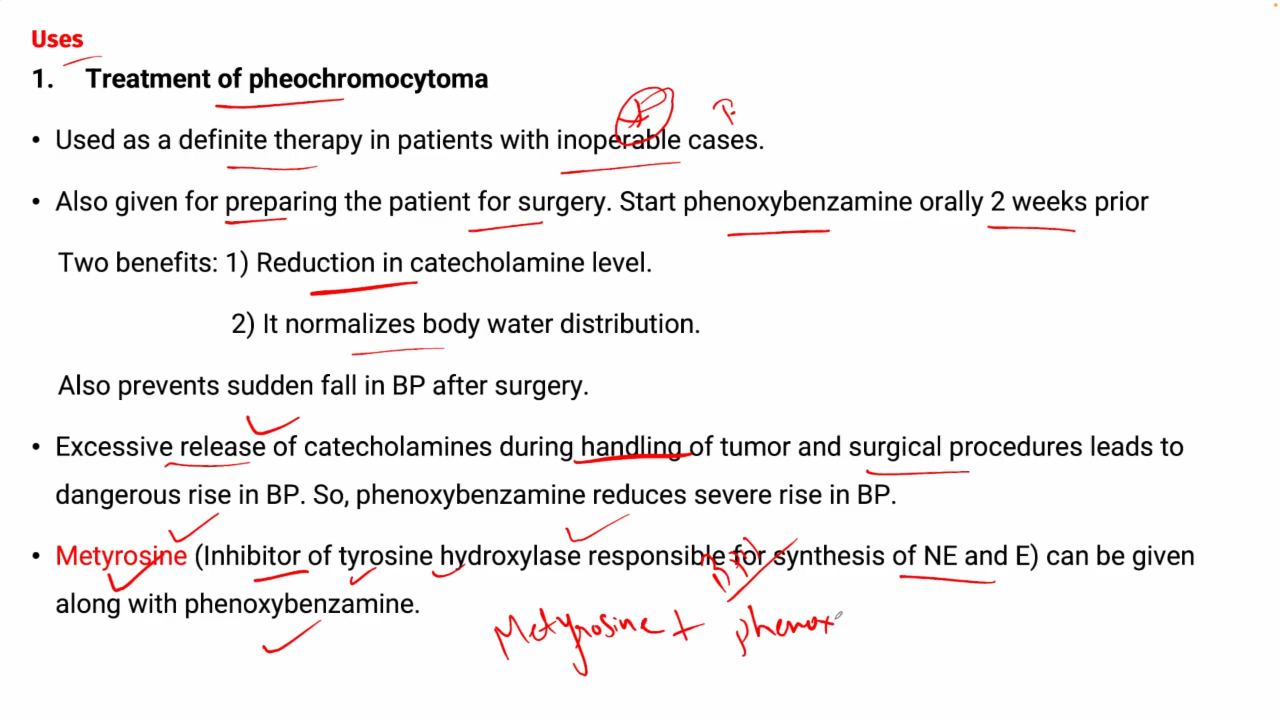 Uses
1. Treatment of pheochromocytoma
• Used as a definite therapy in patients with inoperable cases.
• Also given for preparing the patient for surgery. Start phenoxybenzamine orally 2 weeks prior
Two benefits: 1) Reduction in catecholamine level.
2) It normalizes body water distribution.
Also prevents sudden fall in BP after surgery.
• Excessive release of catecholamines during handling of tumor and surgical procedures leads to
dangerous rise in BP. So, phenoxybenzamine reduces severe rise in BP.
• Metyrosine (Inhibitor of tyrosine hydroxylase responsible for synthesis of NE and E) can be given
along with phenoxybenzamine.
Metyrosine + phenox